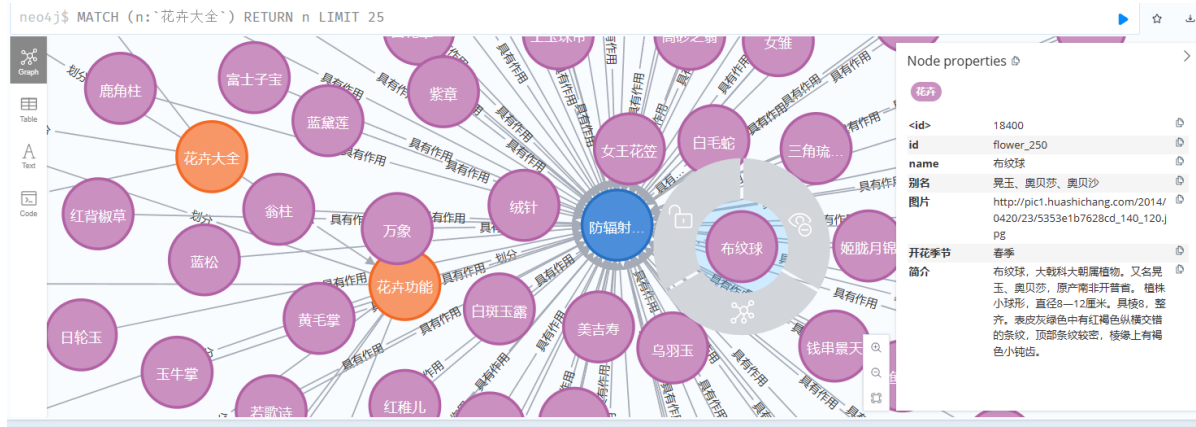 neo4j$ MATCH (n:`花卉大全`) RETURN n LIMIT 25
Graph
Table
Text
Code
女雏
划分
鹿角柱
富士子宝
紫章
蓝黛莲
花卉大全
女王花笠
白毛蛇
三角琉...
具有作用
红背椒草
翁柱
绒针
万象
防辐射...
布纹球
姬胧月锦
蓝松
划分
花卉功能
日轮玉
黄毛掌
白斑玉露
美吉寿
乌羽玉
钱串景天
玉牛掌
若歌诗
红稚儿
具有作用
Node properties
花卉
<id> 18400
id flower_250
name 布纹球
别名 晃玉、奥贝莎、奥贝沙
图片 http://pic1.huashichang.com/2014/
0420/23/5353e1b7628cd_140_120.j
pg
开花季节 春季
简介 布纹球，大戟科大朝属植物。又名晃
玉、奥贝莎，原产南非开普省。 植株
小球形，直径8—12厘米。具棱8，整
齐。表皮灰绿色中有红褐色纵横交错
的条纹，顶部条纹较密，棱缘上有褐
色小钝齿。